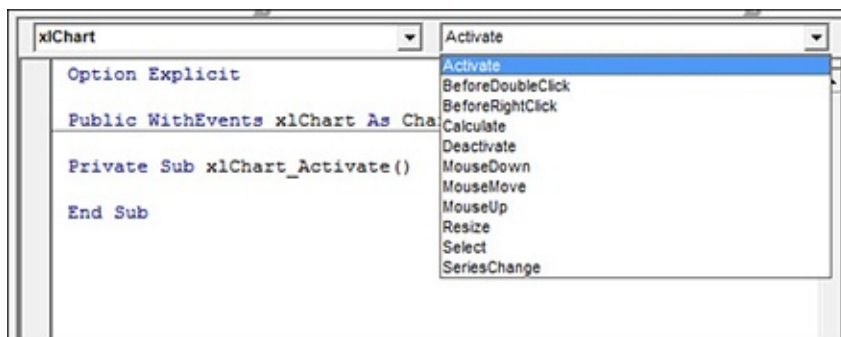 xlChart
Activate
Option Explicit
Public WithEvents xlChart As Cha
Private Sub xlChart_Activate()
End Sub
Activate
BeforeDoubleClick
BeforeRightClick
Calculate
Deactivate
MouseDown
MouseMove
MouseUp
Resize
Select
SeriesChange